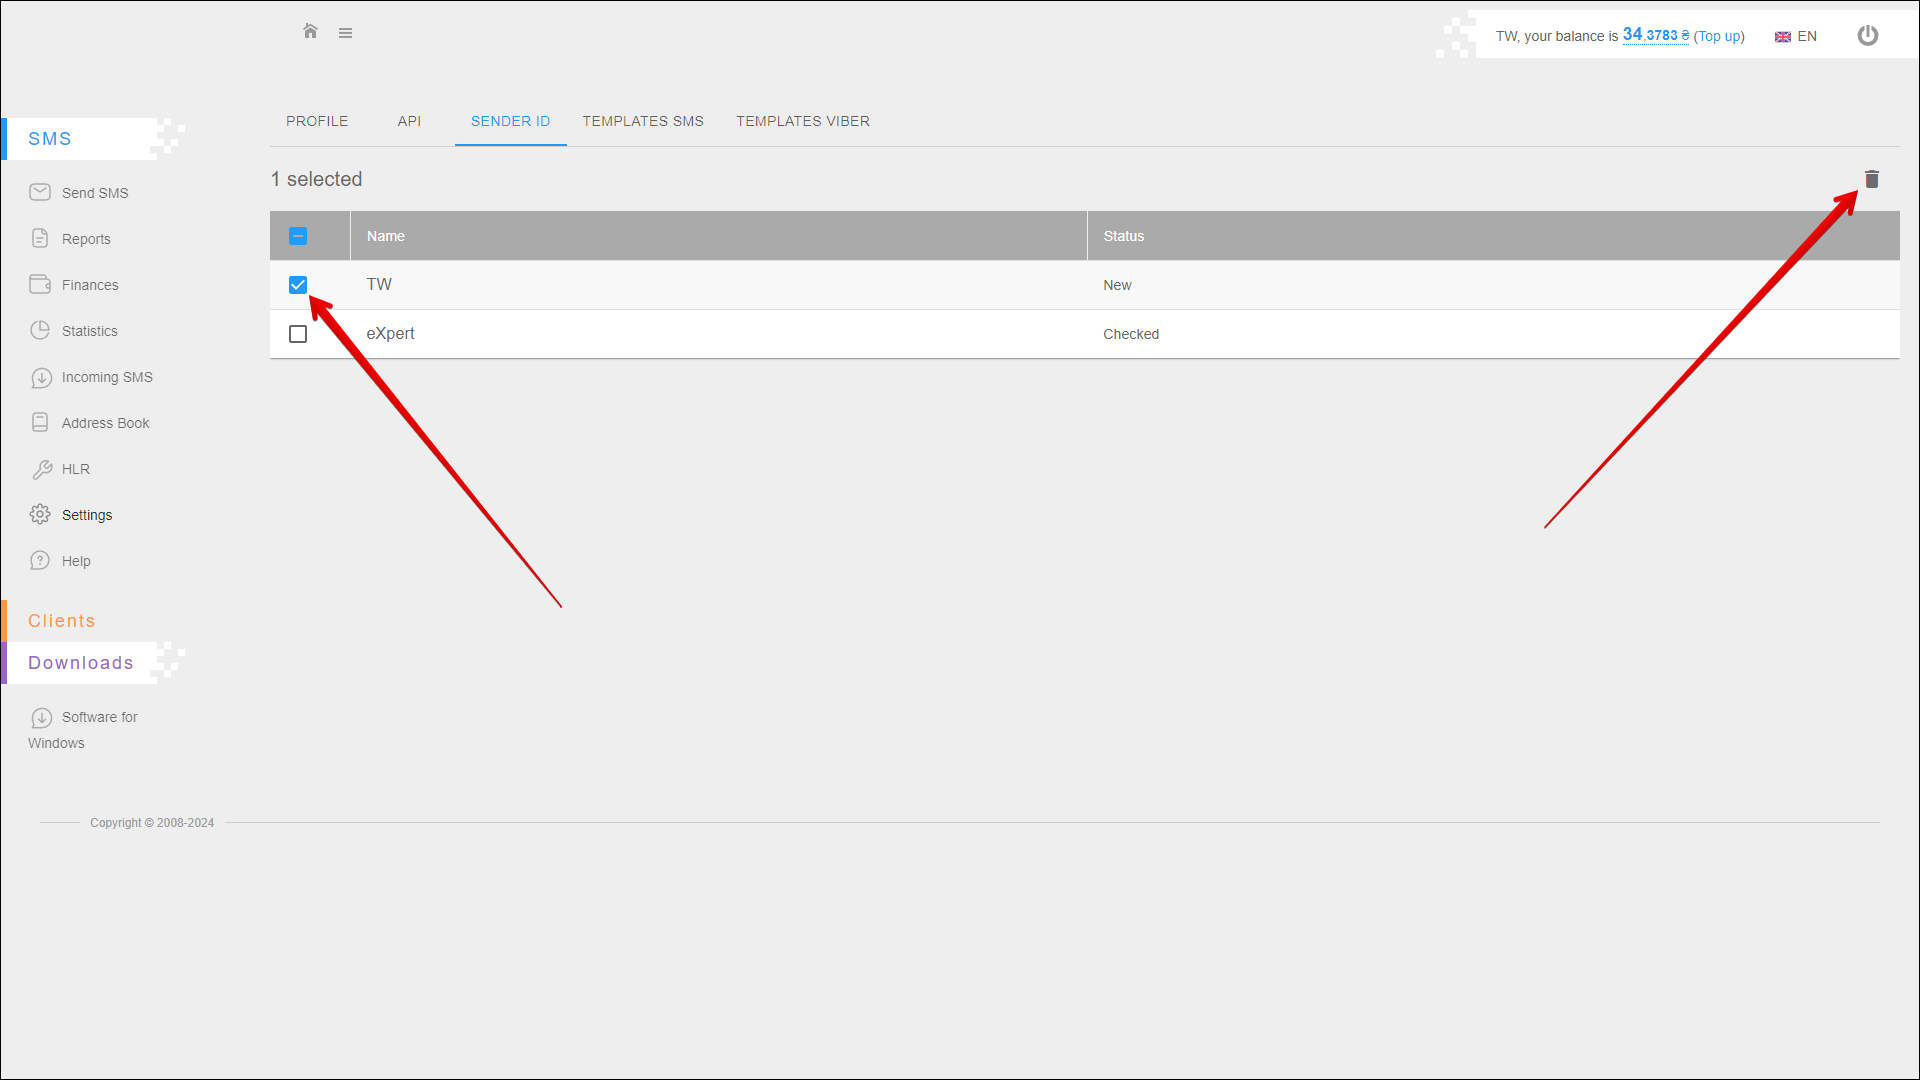 TW, your balance is 34,3783 ₴ (Top up)
EN
PROFILE
API
SENDER ID
TEMPLATES SMS
TEMPLATES VIBER
SMS
1 selected
Send SMS
Reports
Finances
Statistics
Incoming SMS
Address Book
HLR
Settings
Help
Name
Status
TW
New
eXpert
Checked
Clients
Downloads
Software for
Windows
Copyright © 2008-2024